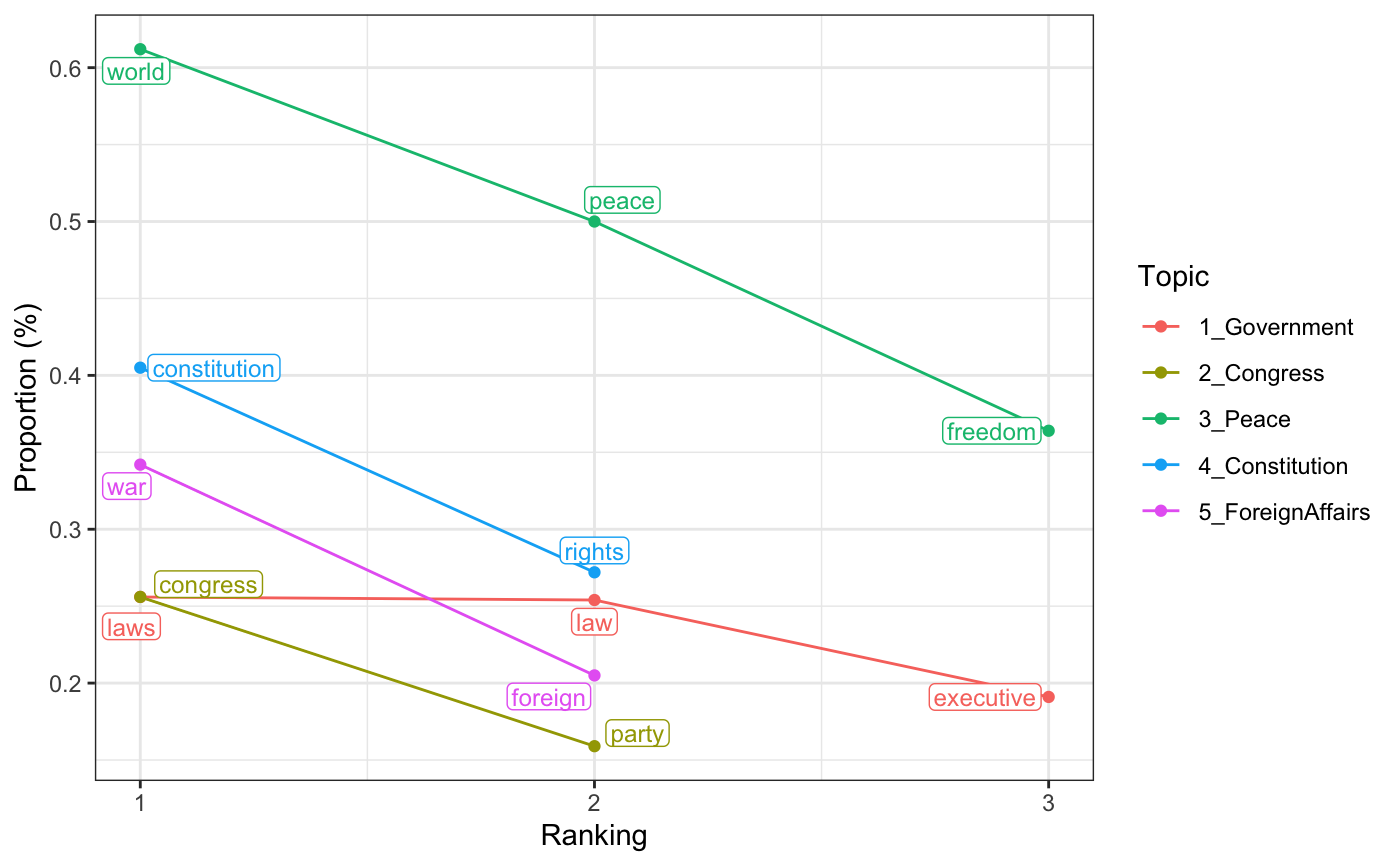 0.6
0.5
0.4
0.3
0.2
Proportion (%)
world
peace
constitution
freedom
war
rights
congress
laws
law
foreign
executive
party
1
2
3
Ranking
Topic
1_Government
2_Congress
3_Peace
4_Constitution
5_ForeignAffairs